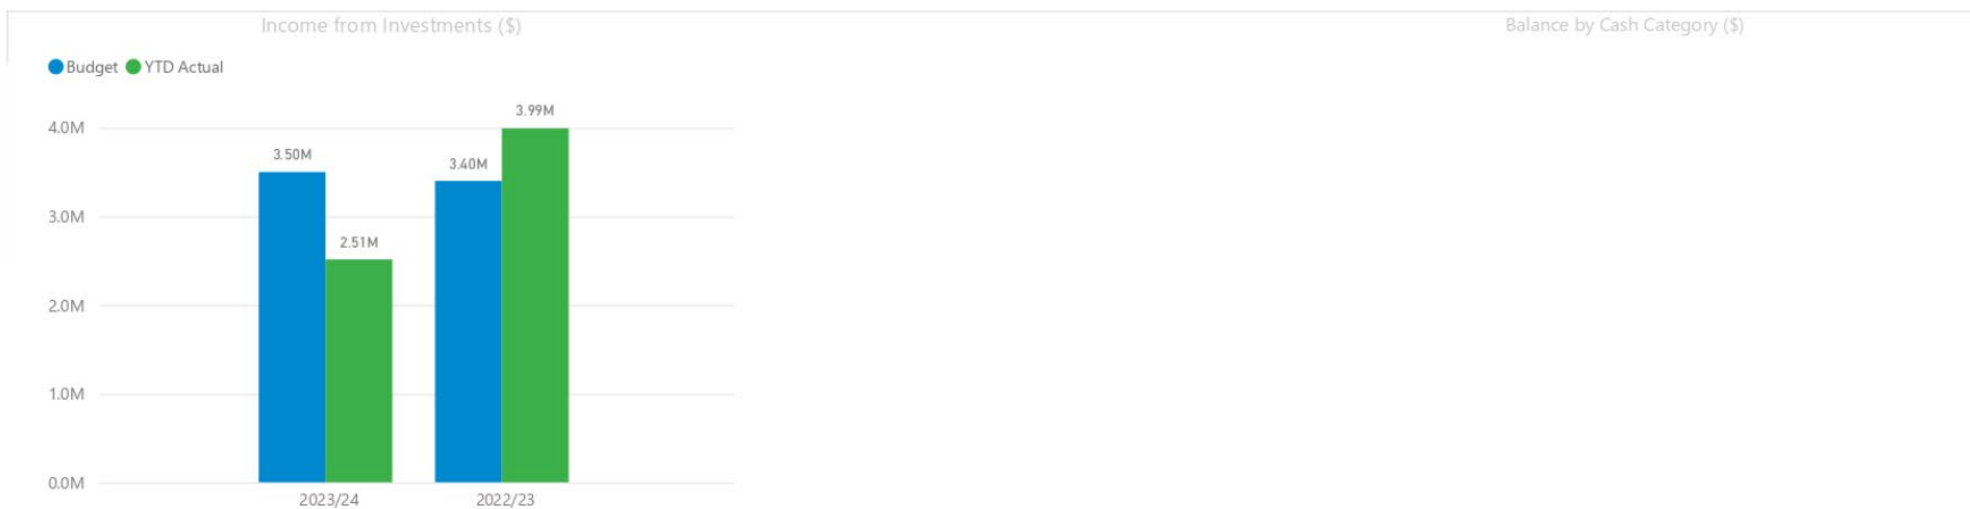 Income from Investments ($)
Balance by Cash Category ($)
Budget YTD Actual
3.99M
4.0M
3.50M
3.40M
3.0M
2.51M
2.0M
1.0M
0.0M
2023/24
2022/23